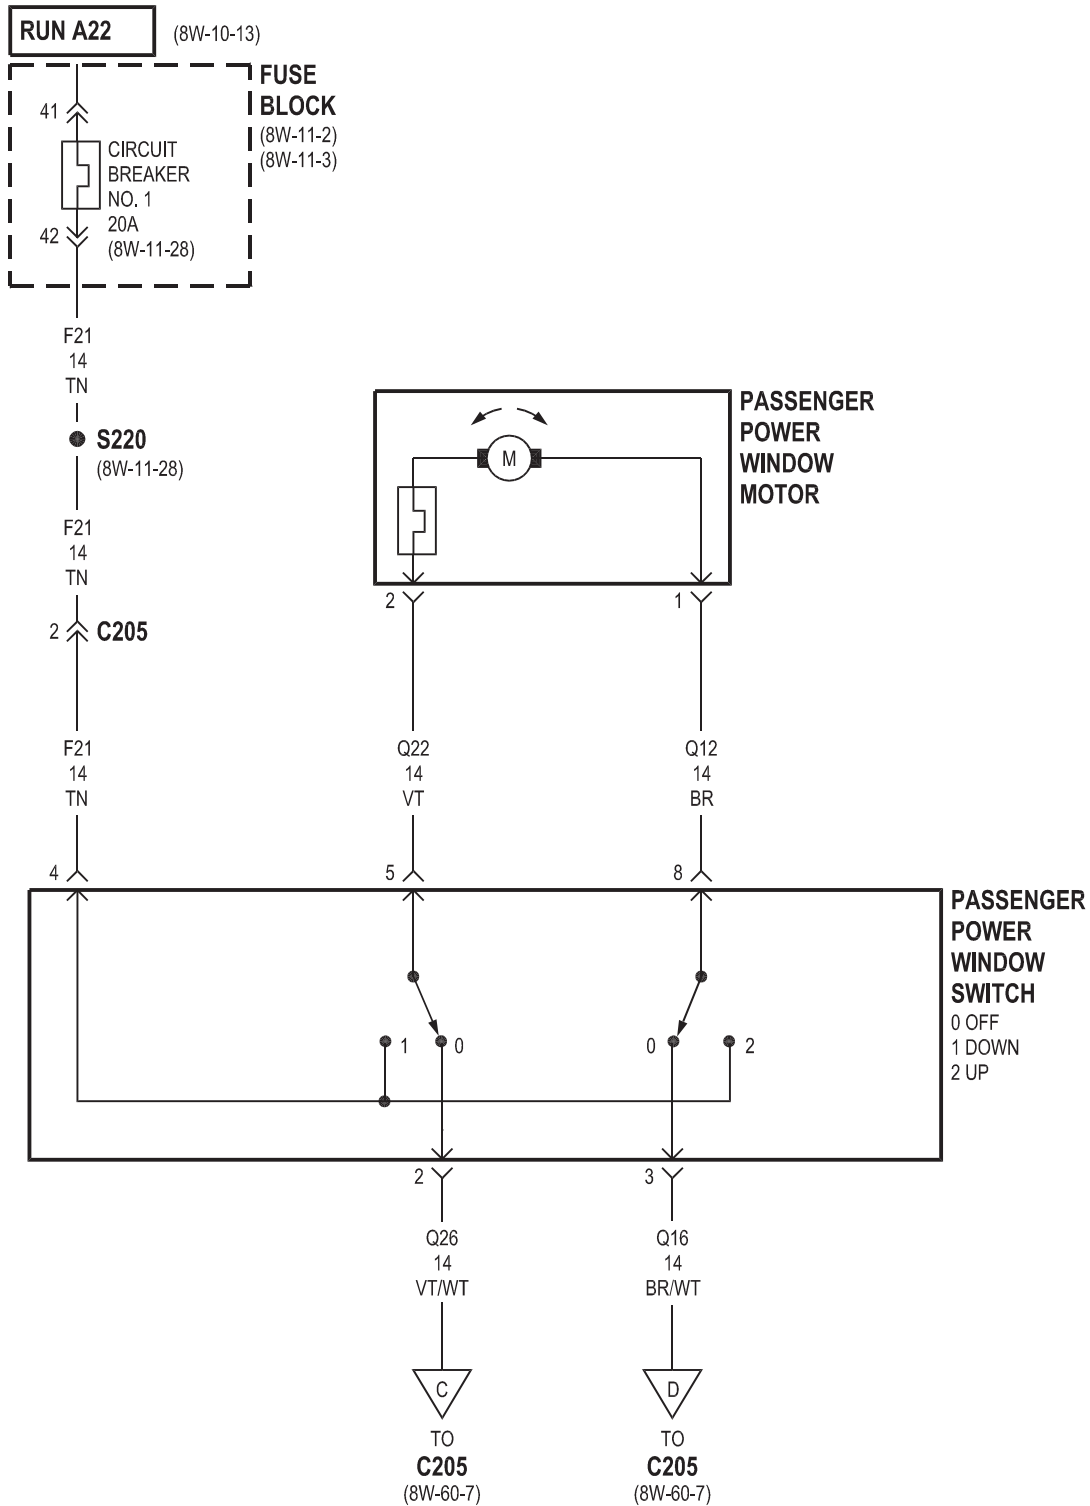 RUN A22
(8W-10-13)
FUSE
BLOCK
(8W-11-2)
(8W-11-3)
41
CIRCUIT
BREAKER
NO. 1
20A
(8W-11-28)
42
F21
14
TN
S220
(8W-11-28)
F21
14
TN
2
C205
F21
14
TN
PASSENGER
POWER
WINDOW
MOTOR
M
2
1
Q22
14
VT
Q12
14
BR
4
5
8
PASSENGER
POWER
WINDOW
SWITCH
0 OFF
1 DOWN
2 UP
1
0
0
2
2
3
Q26
14
VT/WT
Q16
14
BR/WT
C
D
TO
C205
(8W-60-7)
TO
C205
(8W-60-7)